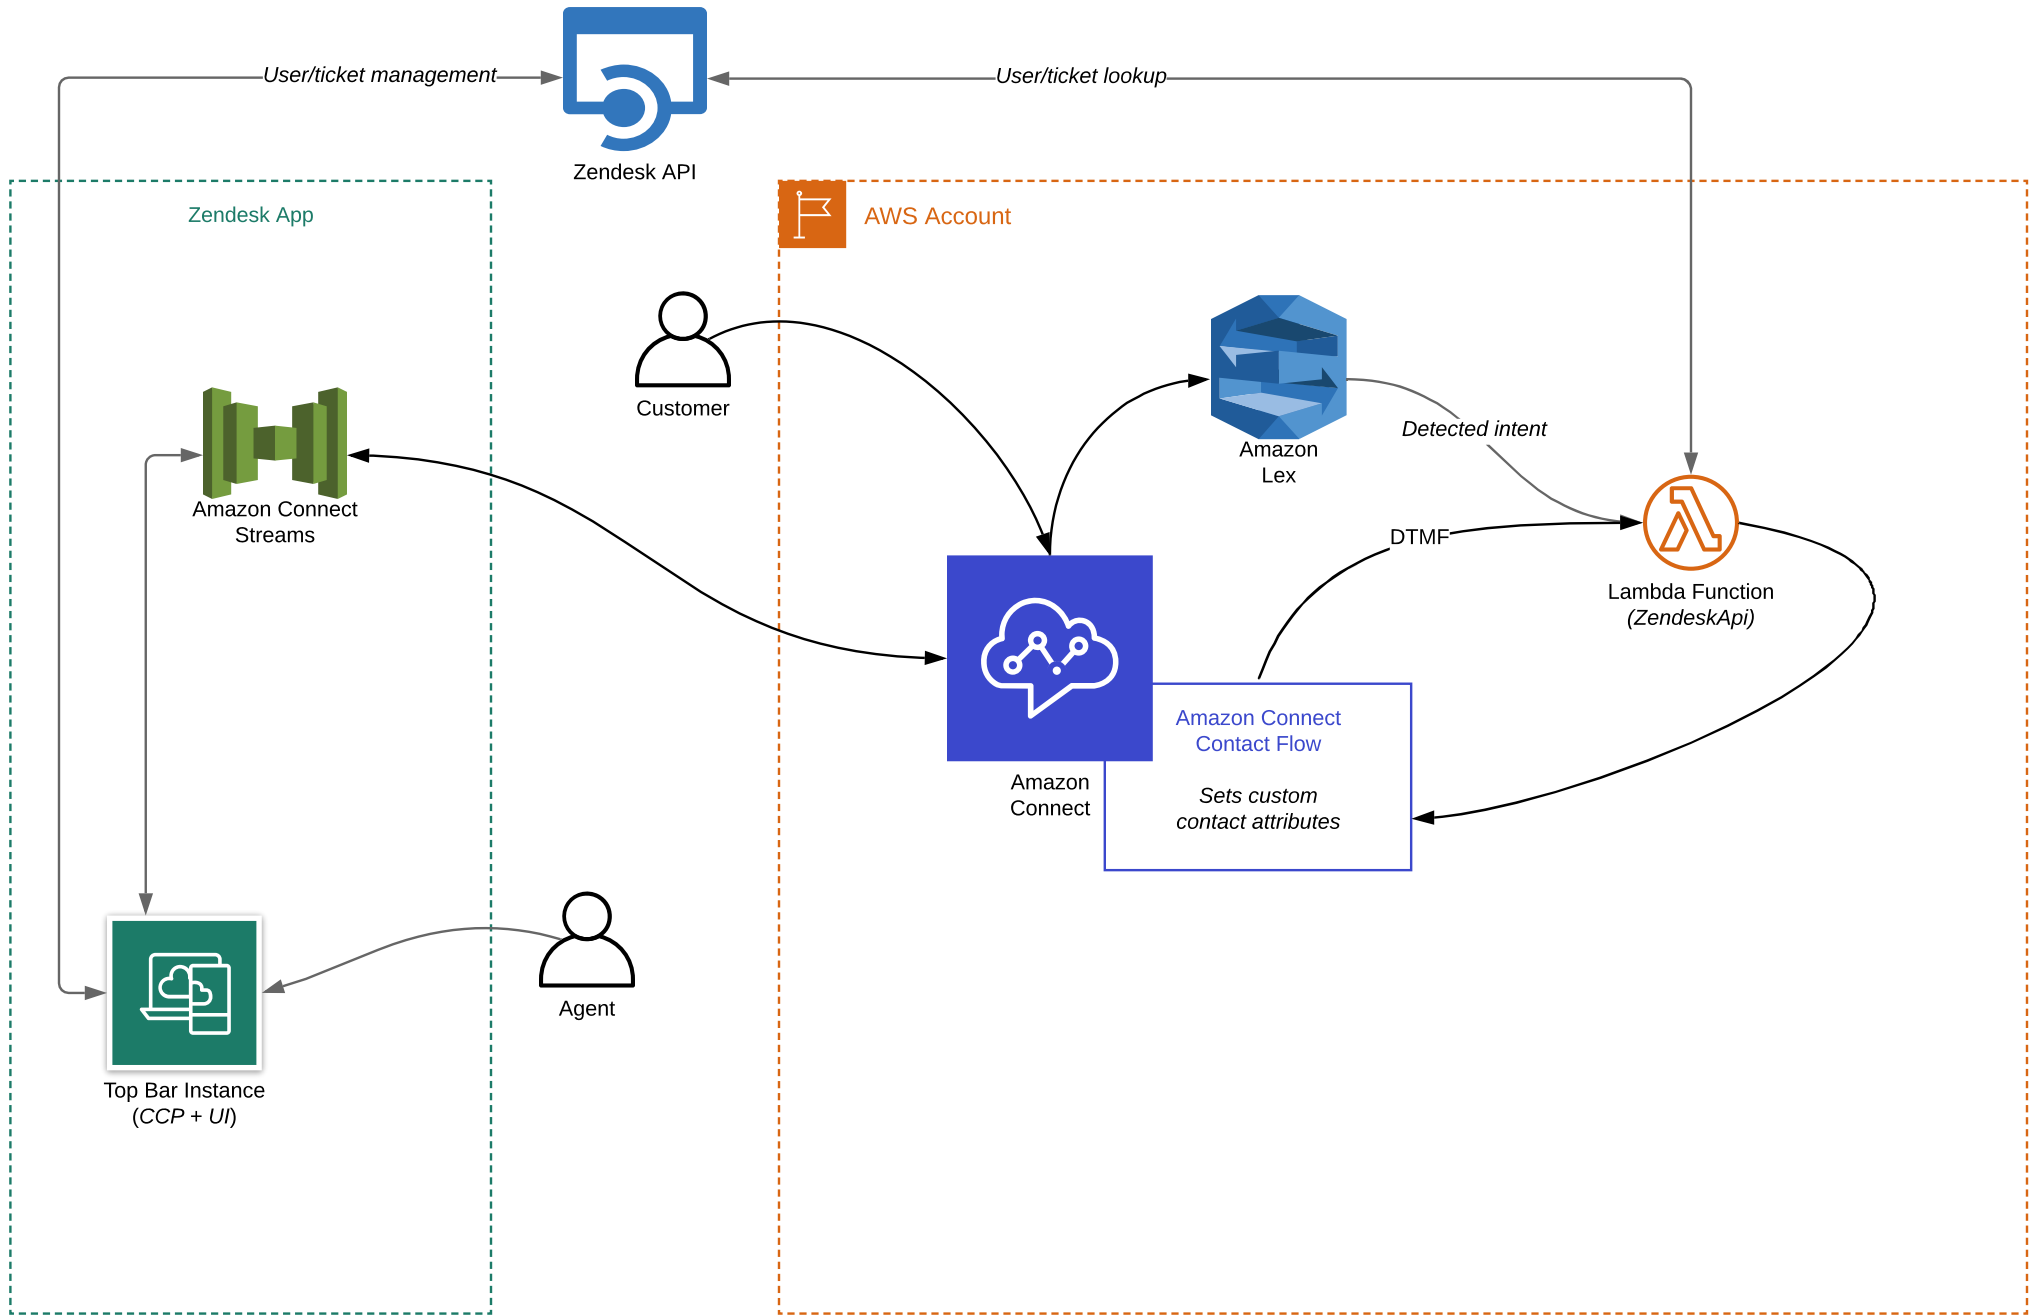 User/ticket management
User/ticket lookup
Zendesk API
Zendesk App
AWS Account
Customer
Amazon
Lex
Detected intent
Amazon Connect
Streams
DTMF
Lambda Function
(ZendeskApi)
Amazon Connect
Contact Flow
Sets custom
contact attributes
Amazon
Connect
Agent
Top Bar Instance
(CCP + UI)